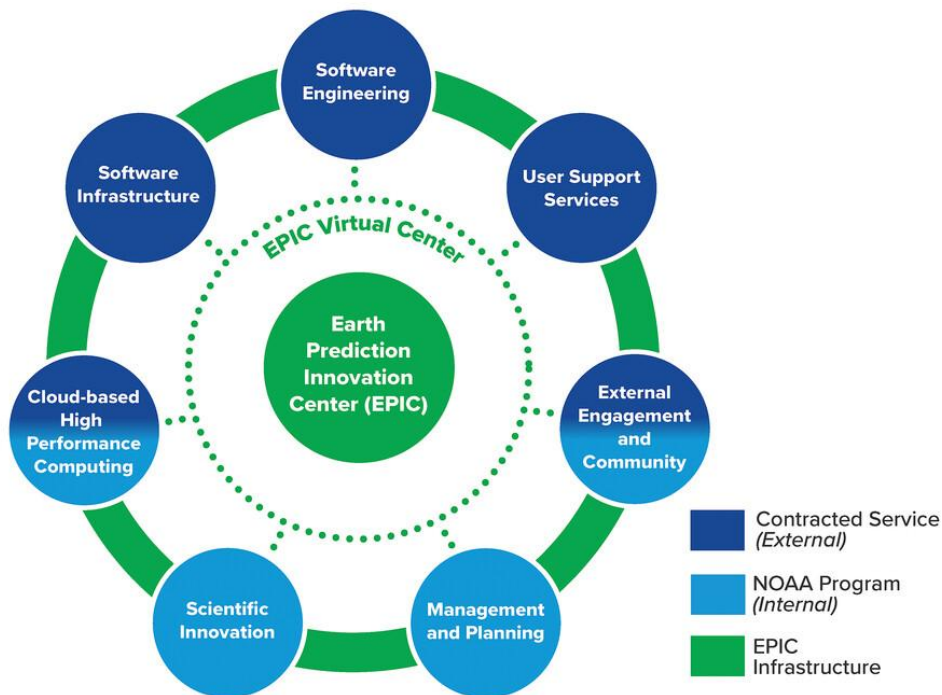 Software
Engineering
User Support
Services
Software
Infrastructure
EPIC Virtual Center
Earth
Prediction
Innovation
Center (EPIC)
Cloud-based
High
Performance
Computing
External
Engagement
and
Community
Scientific
Innovation
Management
and Planning
Contracted Service
(External)
NOAA Program
(Internal)
EPIC
Infrastructure